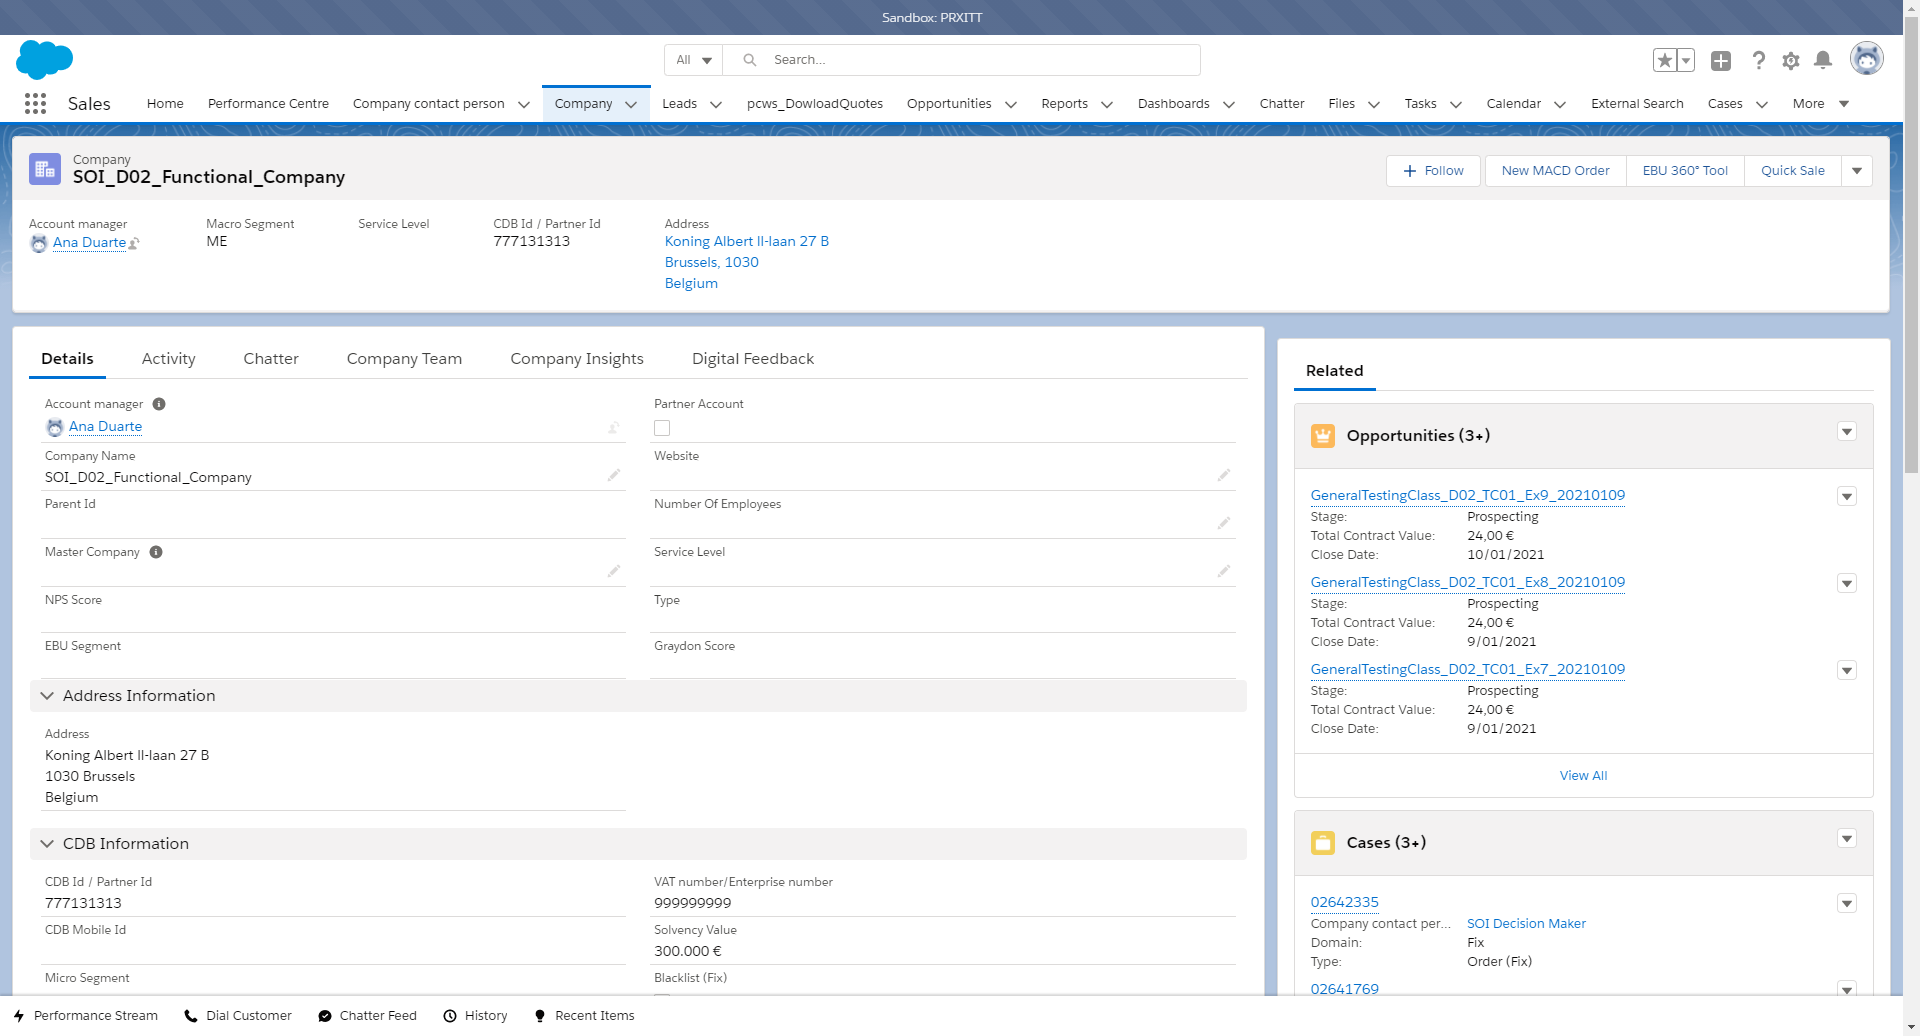 Sandbox: PRXITT
All
Search...
Sales
Home
Performance Centre
Company contact person
Company
Leads
pcws_DowloadQuotes
Opportunities
Reports
Dashboards
Chatter
Files
Tasks
Calendar
External Search
Cases
More
Company
SOI_D02_Functional_Company
Follow
New MACD Order
EBU 360° Tool
Quick Sale
Account manager
Ana Duarte
Macro Segment
ME
Service Level
CDB Id / Partner Id
777131313
Address
Koning Albert II-laan 27 B
Brussels, 1030
Belgium
Details
Activity
Chatter
Company Team
Company Insights
Digital Feedback
Account manager
Ana Duarte
Partner Account
Company Name
SOI_D02_Functional_Company
Website
Parent Id
Number Of Employees
Master Company
Service Level
NPS Score
Type
EBU Segment
Graydon Score
Address Information
Address
Koning Albert II-laan 27 B
1030 Brussels
Belgium
CDB Information
CDB Id / Partner Id
777131313
VAT number/Enterprise number
999999999
CDB Mobile Id
Solvency Value
300.000 €
Micro Segment
Blacklist (Fix)
Related
Opportunities (3+)
GeneralTestingClass_D02_TC01_Ex9_20210109
Stage: Prospecting
Total Contract Value: 24,00 €
Close Date: 10/01/2021
GeneralTestingClass_D02_TC01_Ex8_20210109
Stage: Prospecting
Total Contract Value: 24,00 €
Close Date: 9/01/2021
GeneralTestingClass_D02_TC01_Ex7_20210109
Stage: Prospecting
Total Contract Value: 24,00 €
Close Date: 9/01/2021
View All
Cases (3+)
02642335
Company contact per... SOI Decision Maker
Domain: Fix
Type: Order (Fix)
02641769
Performance Stream
Dial Customer
Chatter Feed
History
Recent Items